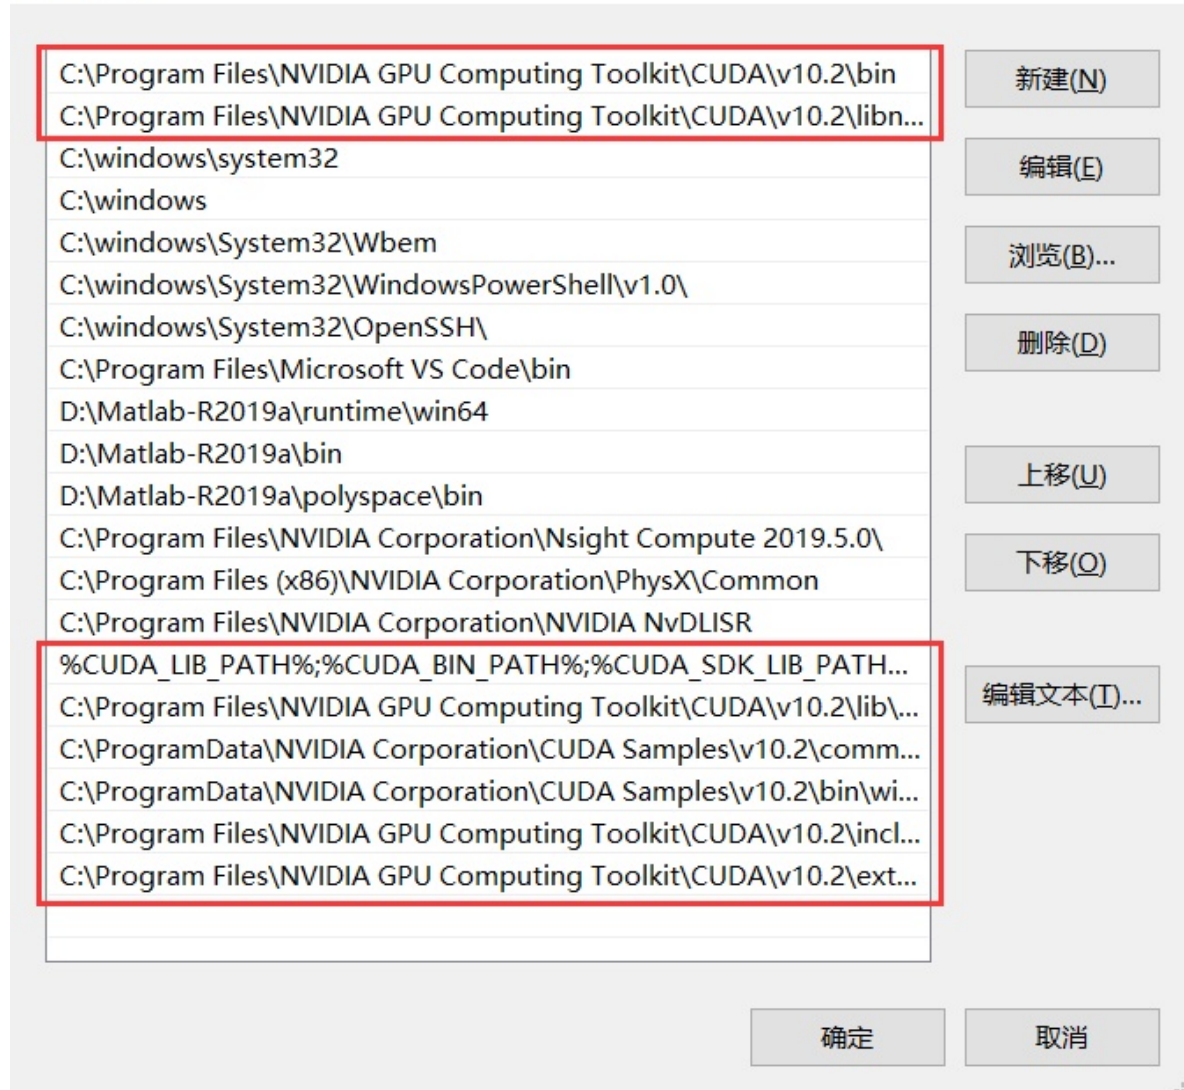 C:\Program Files\NVIDIA GPU Computing Toolkit\CUDA\v10.2\bin
C:\Program Files\NVIDIA GPU Computing Toolkit\CUDA\v10.2\libn...
C:\windows\system32
C:\windows
C:\windows\System32\Wbem
C:\windows\System32\WindowsPowerShell\v1.0\
C:\windows\System32\OpenSSH\
C:\Program Files\Microsoft VS Code\bin
D:\Matlab-R2019a\runtime\win64
D:\Matlab-R2019a\bin
D:\Matlab-R2019a\polyspace\bin
C:\Program Files\NVIDIA Corporation\Nsight Compute 2019.5.0\
C:\Program Files (x86)\NVIDIA Corporation\PhysX\Common
C:\Program Files\NVIDIA Corporation\NVIDIA NvDLISR
%CUDA_LIB_PATH%;%CUDA_BIN_PATH%;%CUDA_SDK_LIB_PATH...
C:\Program Files\NVIDIA GPU Computing Toolkit\CUDA\v10.2\lib\...
C:\ProgramData\NVIDIA Corporation\CUDA Samples\v10.2\comm...
C:\ProgramData\NVIDIA Corporation\CUDA Samples\v10.2\bin\wi...
C:\Program Files\NVIDIA GPU Computing Toolkit\CUDA\v10.2\incl...
C:\Program Files\NVIDIA GPU Computing Toolkit\CUDA\v10.2\ext...
新建(N)
编辑(E)
浏览(B)...
删除(D)
上移(U)
下移(O)
编辑文本(T)...
确定
取消